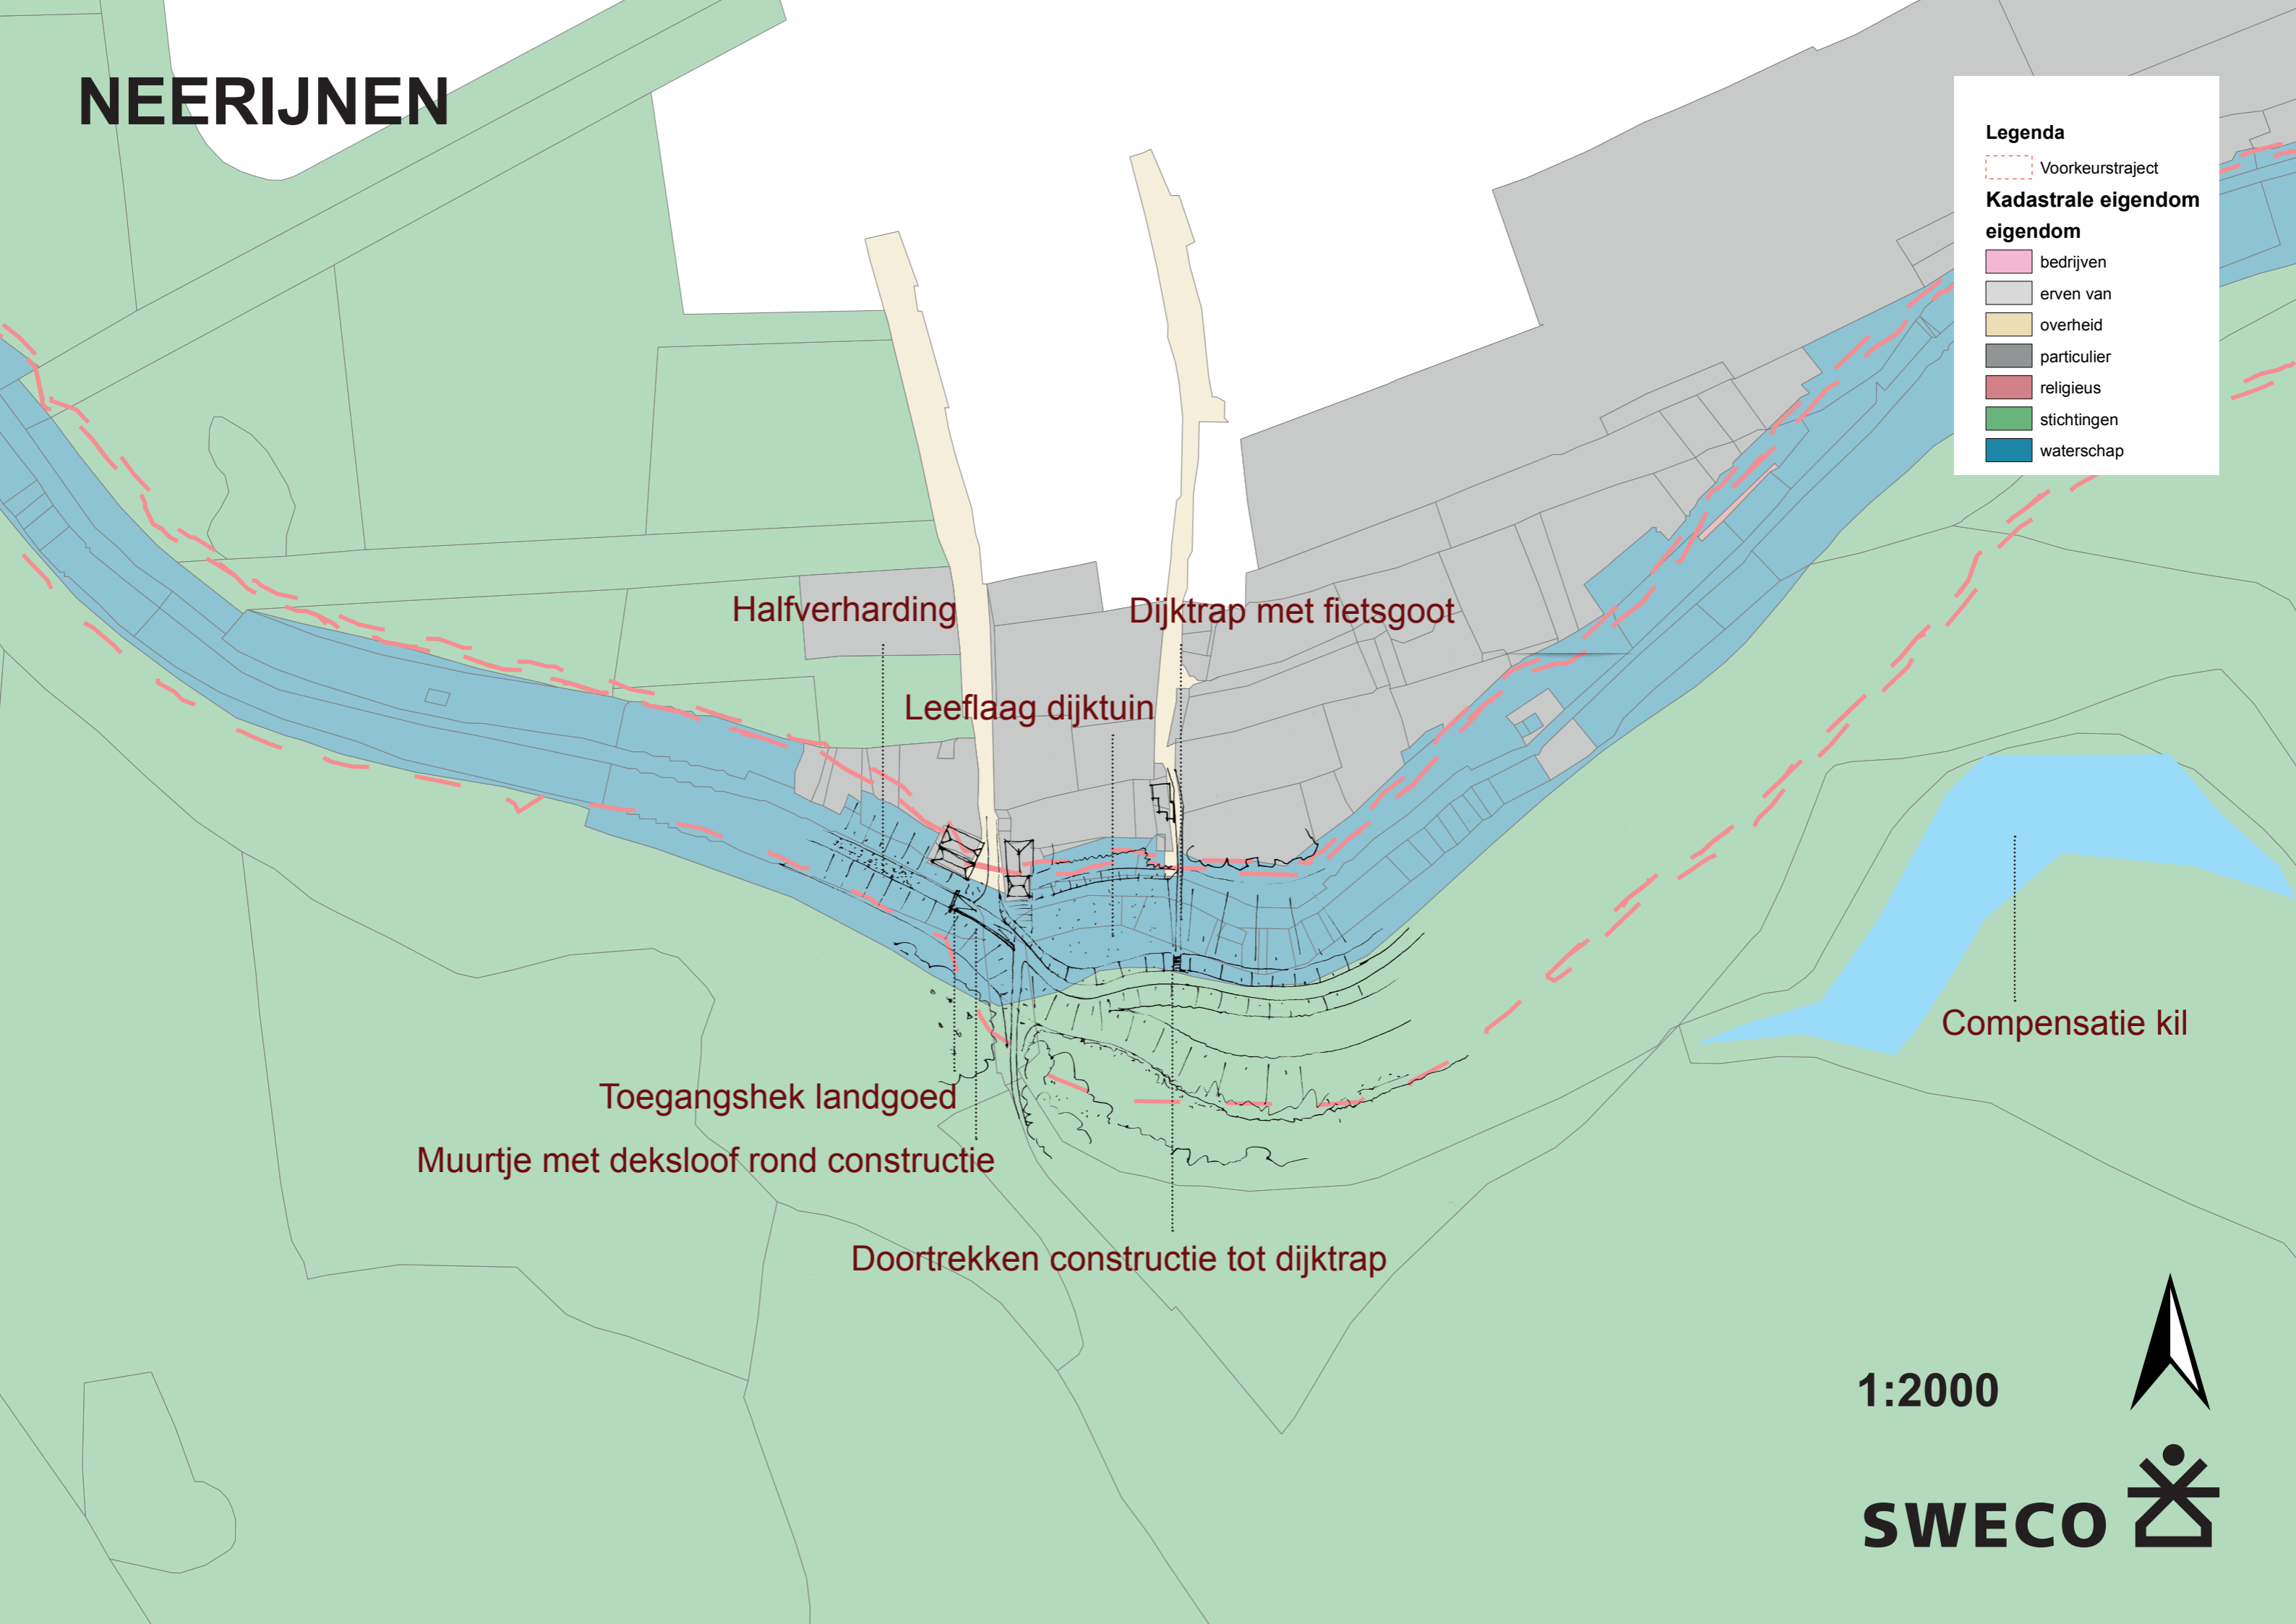 NEERIJNEN
Legenda
Voorkeurstraject
Kadastrale eigendom
eigendom
bedrijven
erven van
overheid
particulier
religieus
stichtingen
waterschap
Halfverharding
Dijktrap met fietsgoot
Leeflaag dijktuin
Compensatie kil
Toegangshek landgoed
Muurtje met deksloof rond constructie
Doortrekken constructie tot dijktrap
1:2000
SWECO